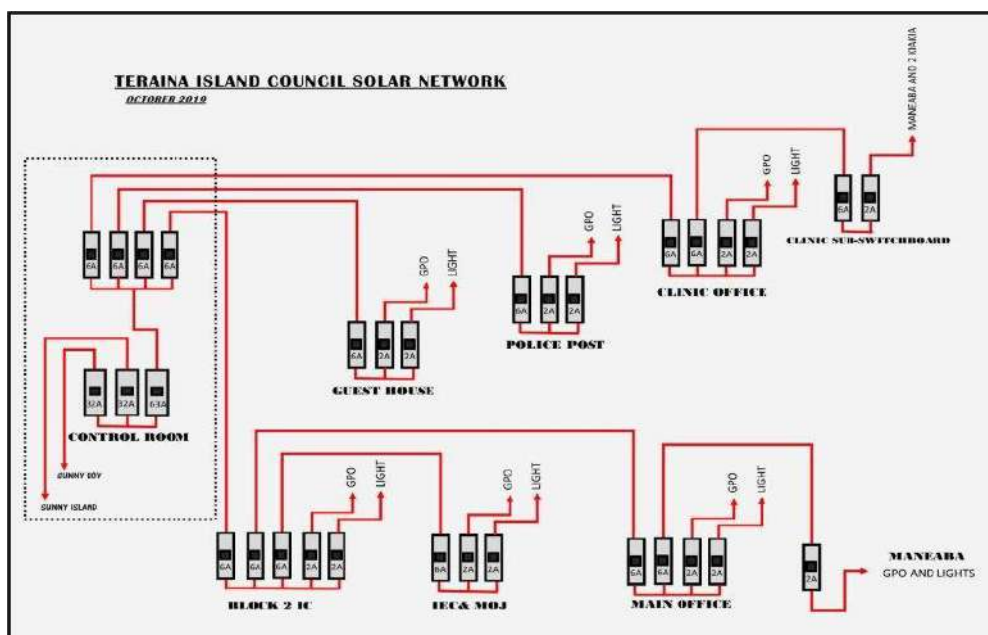 TERAINA ISLAND COUNCIL SOLAR NETWORK
OCTOBER 2019
MANEABA AND 2 KIAKIA
GPO
LIGHT
6A
2A
CLINIC SUB-SWITCHBOARD
6A
6A
2A
2A
CLINIC OFFICE
6A
6A
6A
6A
GPO
LIGHT
6A
2A
2A
POLICE POST
GPO
LIGHT
6A
2A
2A
GUEST HOUSE
32A
32A
63A
CONTROL ROOM
SUNNY BOY
SUNNY ISLAND
GPO
LIGHT
6A
6A
6A
2A
2A
BLOCK 2 IC
GPO
LIGHT
6A
2A
2A
IEC& MOJ
GPO
LIGHT
6A
6A
2A
2A
MAIN OFFICE
2A
MANEABA
GPO AND LIGHTS